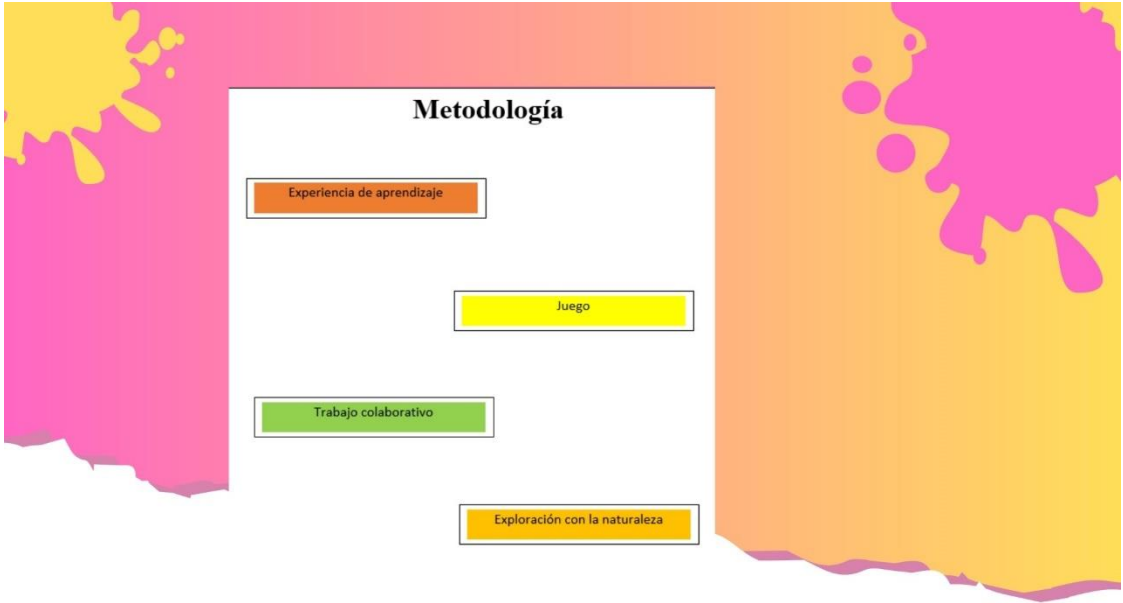 Metodología
Experiencia de aprendizaje
Juego
Trabajo colaborativo
Exploración con la naturaleza